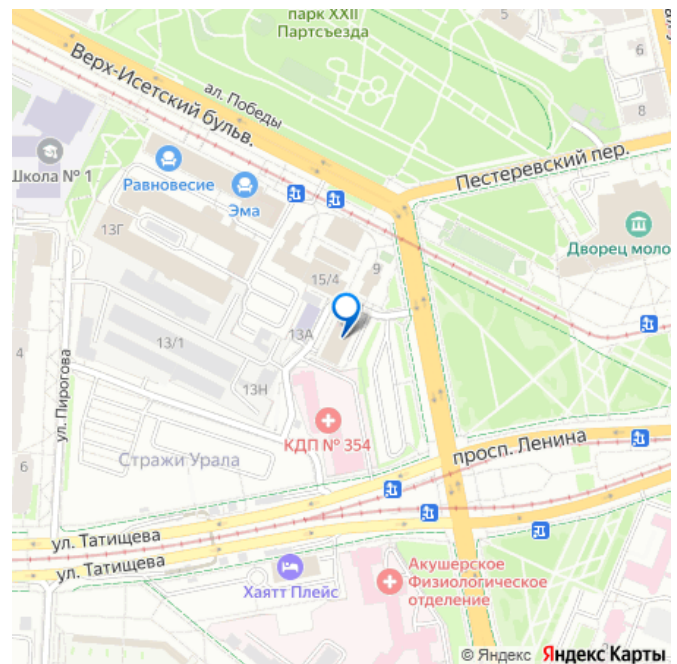 парк XXII
Партсъезда
5
6
8
ал. Победы
Верх-Исетский бульв.
Пестеревский пер.
Школа № 1
Равновесие
Эма
13Г
Дворец моло
15/4
9
13А
13/1
4
ул. Пирогова
13Н
КДП № 354
просп. Ленина
Стражи Урала
6
ул. Татищева
ул. Татищева
Хаятт Плейс
Акушерское
Физиологическое
отделение
© Яндекс Яндекс Карты